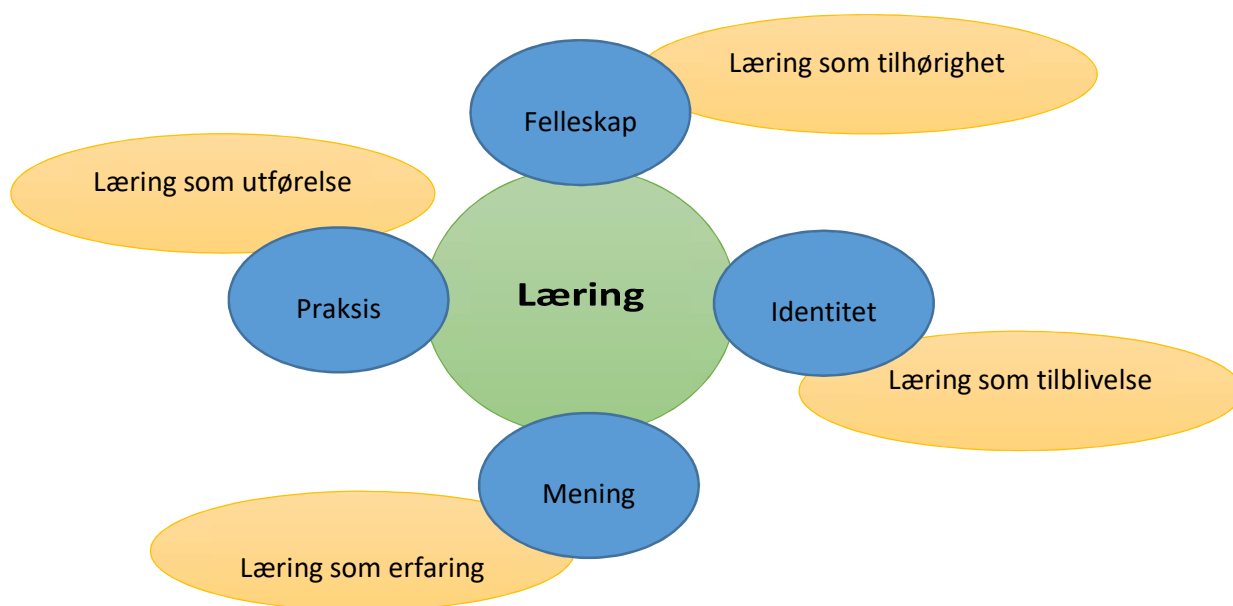 Læring som tilhørighet
Felleskap
Læring som utførelse
Praksis
Læring
Identitet
Læring som tilblivelse
Mening
Læring som erfaring